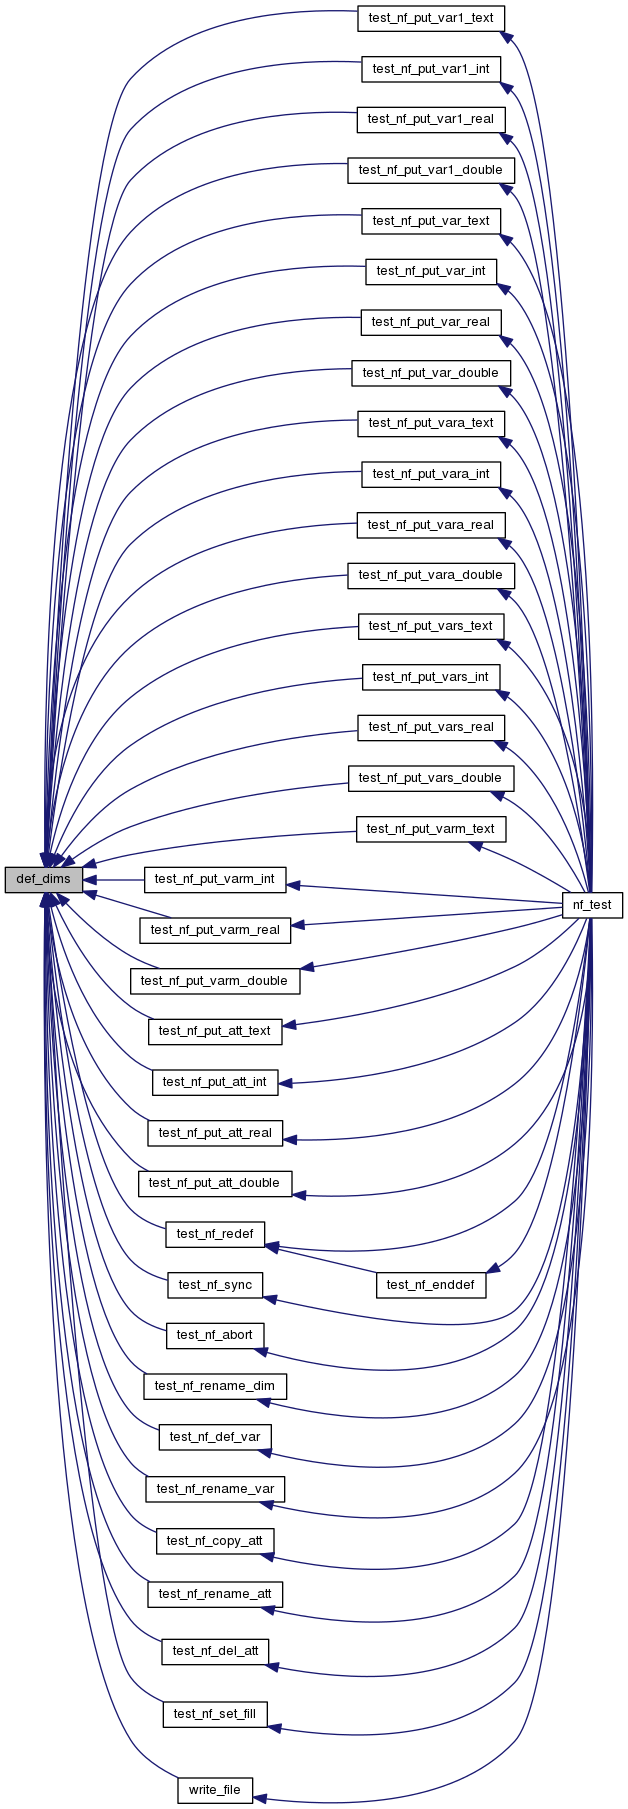 test_nf_put_var1_text
test_nf_put_var1_int
test_nf_put_var1_real
test_nf_put_var1_double
test_nf_put_var_text
test_nf_put_var_int
test_nf_put_var_real
test_nf_put_var_double
test_nf_put_vara_text
test_nf_put_vara_int
test_nf_put_vara_real
test_nf_put_vara_double
test_nf_put_vars_text
test_nf_put_vars_int
test_nf_put_vars_real
test_nf_put_vars_double
test_nf_put_varm_text
def_dims
test_nf_put_varm_int
nf_test
test_nf_put_varm_real
test_nf_put_varm_double
test_nf_put_att_text
test_nf_put_att_int
test_nf_put_att_real
test_nf_put_att_double
test_nf_redef
test_nf_sync
test_nf_enddef
test_nf_abort
test_nf_rename_dim
test_nf_def_var
test_nf_rename_var
test_nf_copy_att
test_nf_rename_att
test_nf_del_att
test_nf_set_fill
write_file